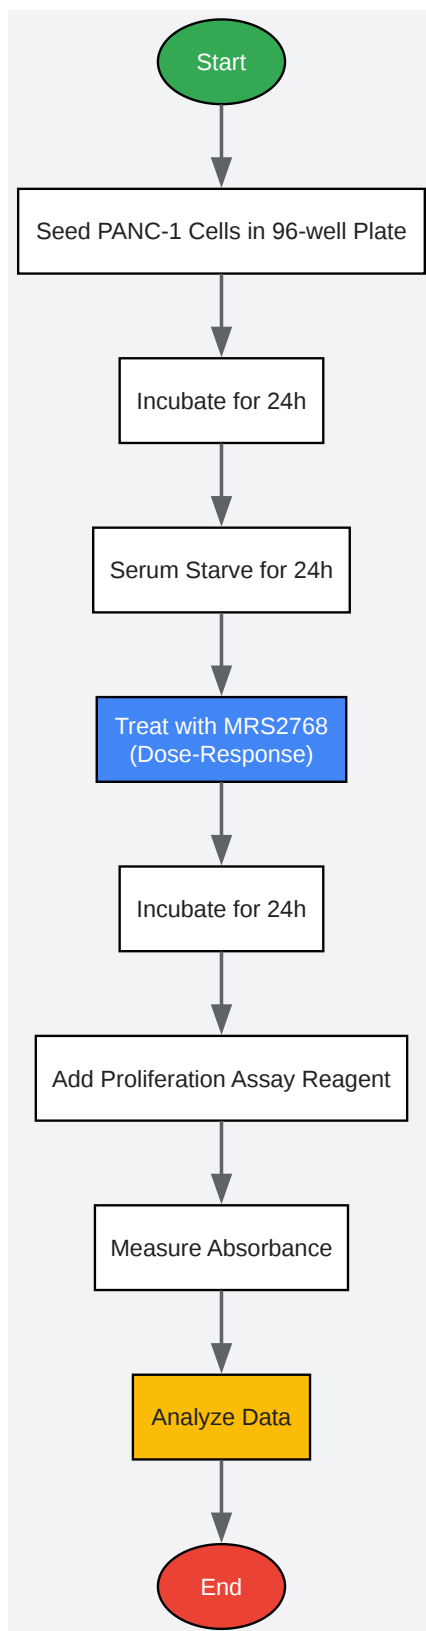 Start
Seed PANC-1 Cells in 96-well Plate
Incubate for 24h
Serum Starve for 24h
Treat with MRS2768
(Dose-Response)
Incubate for 24h
Add Proliferation Assay Reagent
Measure Absorbance
Analyze Data
End